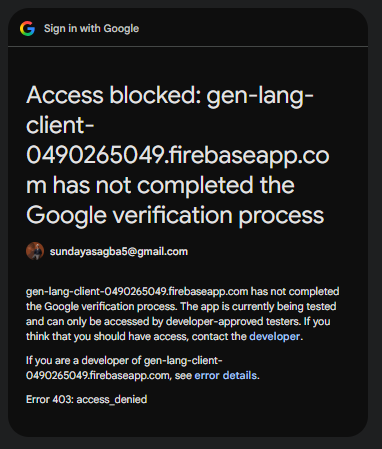 Sign in with Google
Access blocked: gen-lang-
client-
0490265049.firebaseapp.co
m has not completed the
Google verification process
sundayasagba5@gmail.com
gen-lang-client-0490265049.firebaseapp.com has not completed
the Google verification process. The app is currently being tested
and can only be accessed by developer-approved testers. If you
think that you should have access, contact the developer.
If you are a developer of gen-lang-client-
0490265049.firebaseapp.com, see error details.
Error 403: access_denied